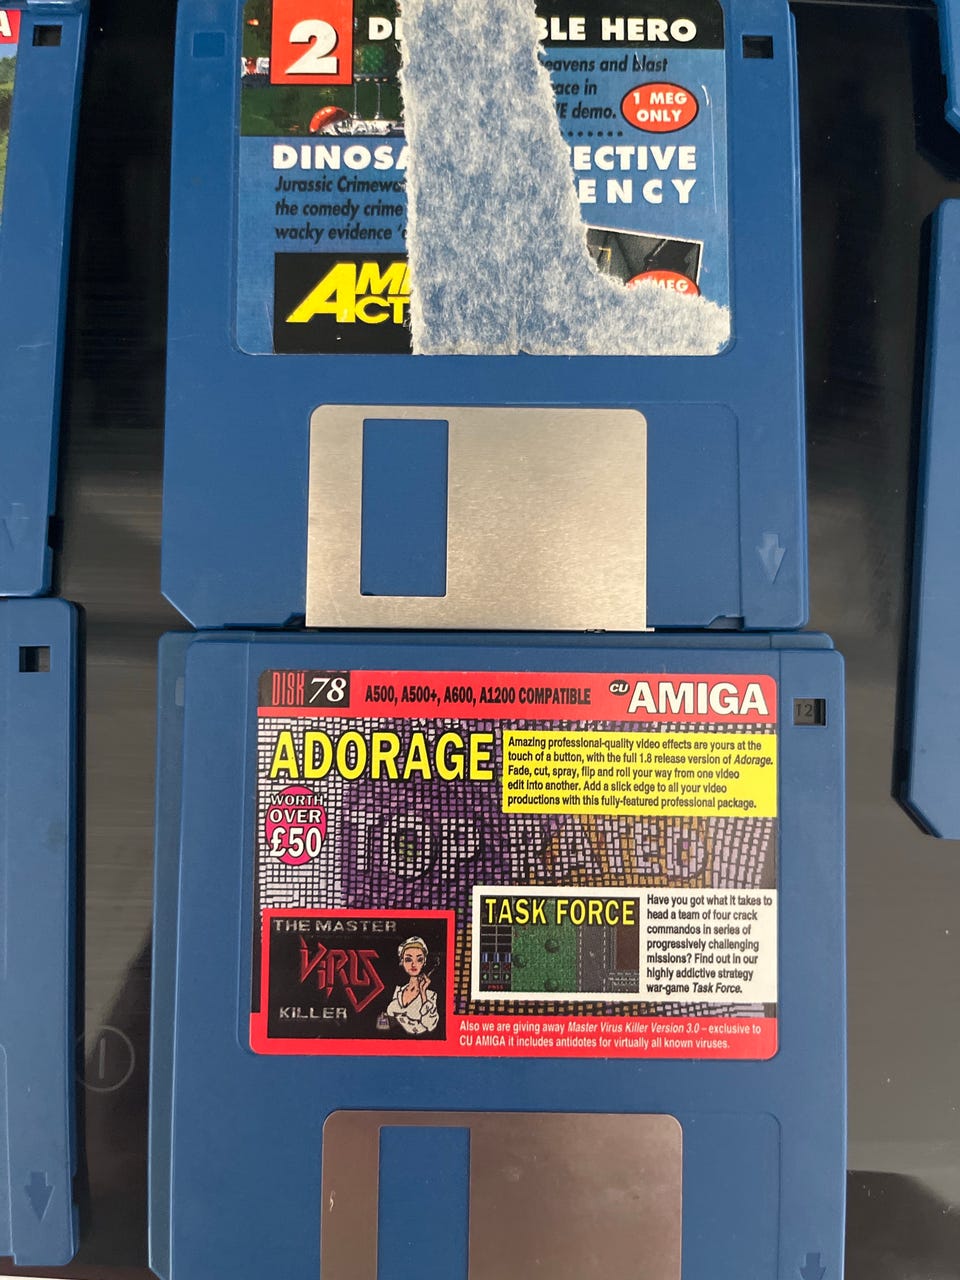 A
2
D
BLE HERO
eavens and blast
ace in
VE demo.
1 MEG
ONLY
DINOSA
ECTIVE
ENCY
Jurassic Crimewa
the comedy crime
wacky evidence '
AMI
ACT
MEG
DISK 78
A500, A500+, A600, A1200 COMPATIBLE
CU AMIGA
12
ADORAGE
Amazing professional-quality video effects are yours at the
touch of a button, with the full 1.8 release version of Adorage.
Fade, cut, spray, flip and roll your way from one video
edit into another. Add a slick edge to all your video
productions with this fully-featured professional package.
WORTH
OVER
£50
TOP RATED
TASK FORCE
Have you got what it takes to
head a team of four crack
commandos in series of
progressively challenging
missions? Find out in our
highly addictive strategy
war-game Task Force.
THE MASTER
VIRUS
KILLER
Also we are giving away Master Virus Killer Version 3.0 – exclusive to
CU AMIGA it includes antidotes for virtually all known viruses.